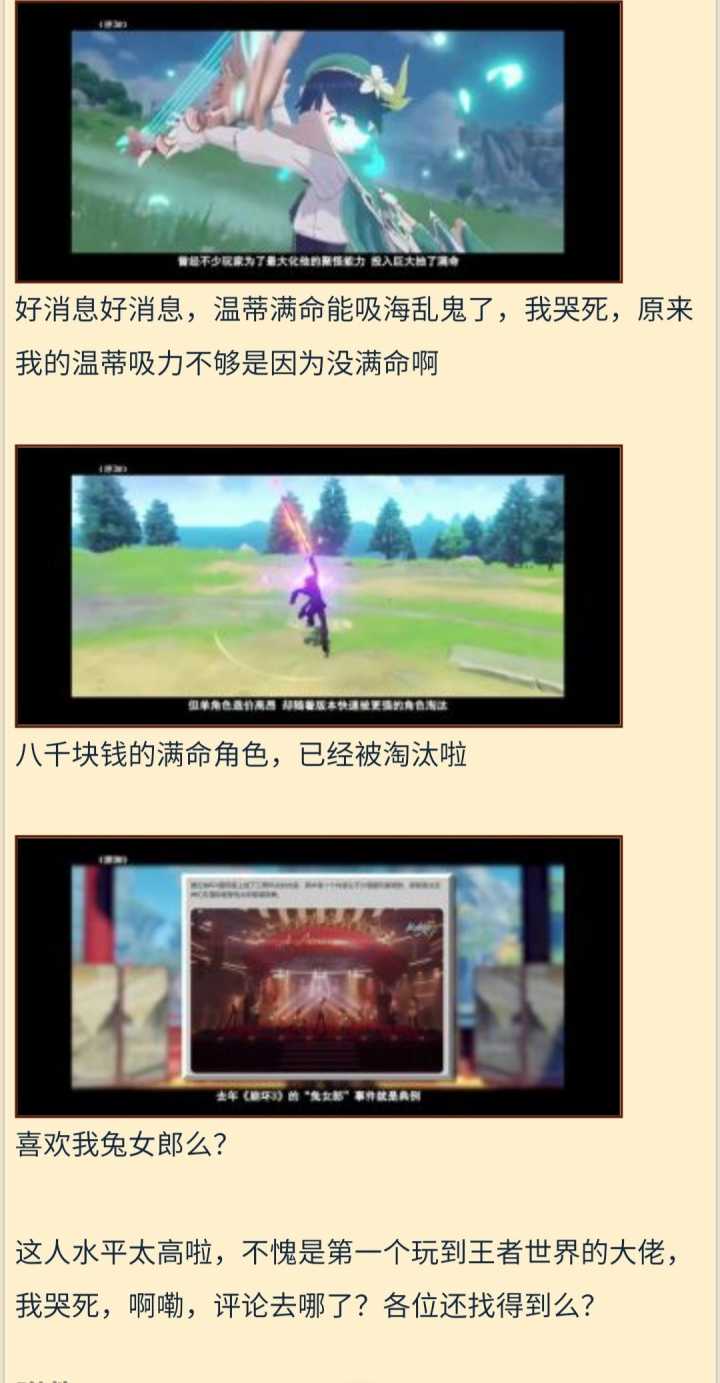 《原神》
曾经不少玩家为了最大化他的聚怪能力 投入巨大抽了满命
好消息好消息，温蒂满命能吸海乱鬼了，我哭死，原来
我的温蒂吸力不够是因为没满命啊
《原神》
但单角色造价高昂 却随着版本快速被更强的角色淘汰
八千块钱的满命角色，已经被淘汰啦
《原神》
去年《崩坏3》的“兔女郎”事件就是典例
喜欢我兔女郎么？
这人水平太高啦，不愧是第一个玩到王者世界的大佬，
我哭死，啊嘞，评论去哪了？各位还找得到么？